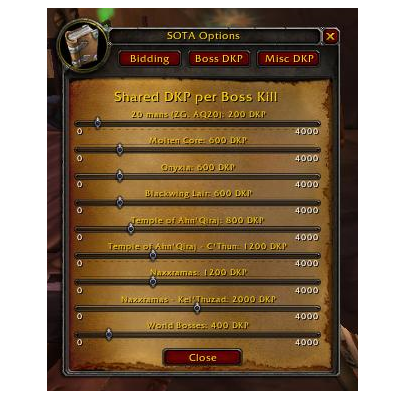 SOTA Options
Bidding Boss DKP Misc DKP
Shared DKP per Boss Kill
20 mans (ZG, AQ20): 200 DKP
0 4000
Molten Core: 600 DKP
0 4000
Onyxia: 600 DKP
0 4000
Blackwing Lair: 600 DKP
0 4000
Temple of Ahn'Qiraj: 800 DKP
0 4000
Temple of Ahn'Qiraj - C'Thun: 1200 DKP
0 4000
Naxxramas: 1200 DKP
0 4000
Naxxramas - Kel'Thuzad: 2000 DKP
0 4000
World Bosses: 400 DKP
0 4000
Close